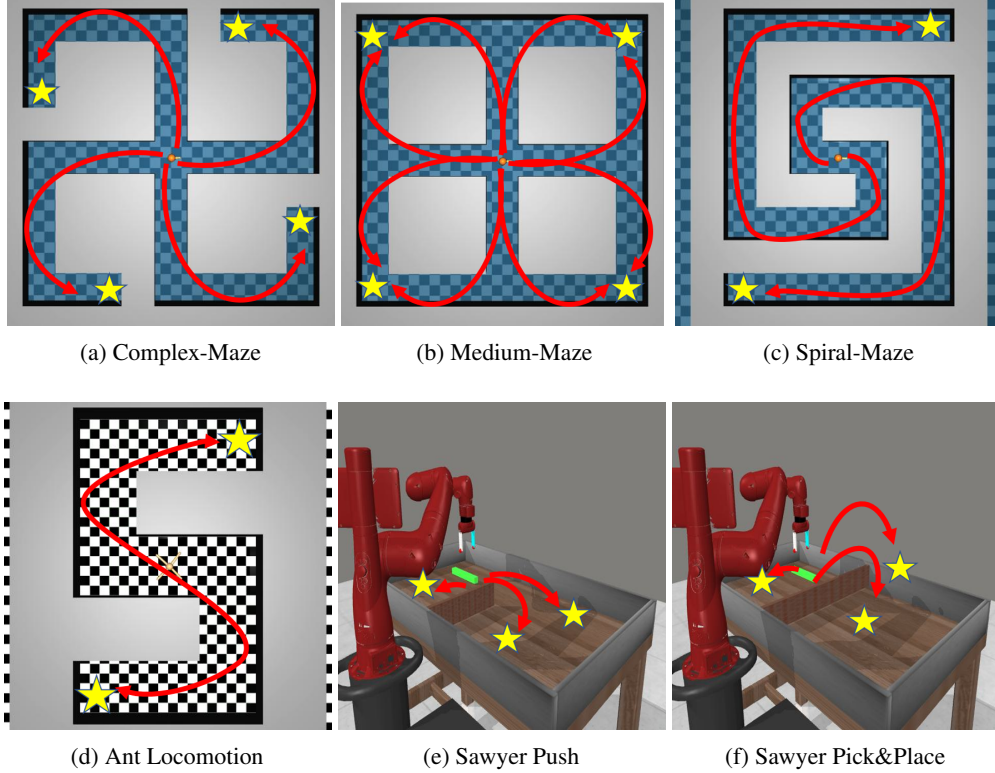 (a) Complex-Maze
(b) Medium-Maze
(c) Spiral-Maze
(d) Ant Locomotion
(e) Sawyer Push
(f) Sawyer Pick&Place